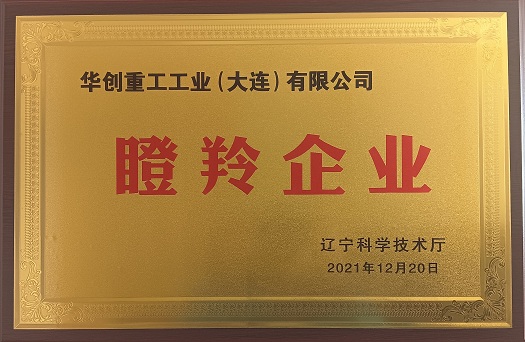 华创重工工业(大连)有限公司
瞪羚企业
辽宁科学技术厅
2021年12月20日